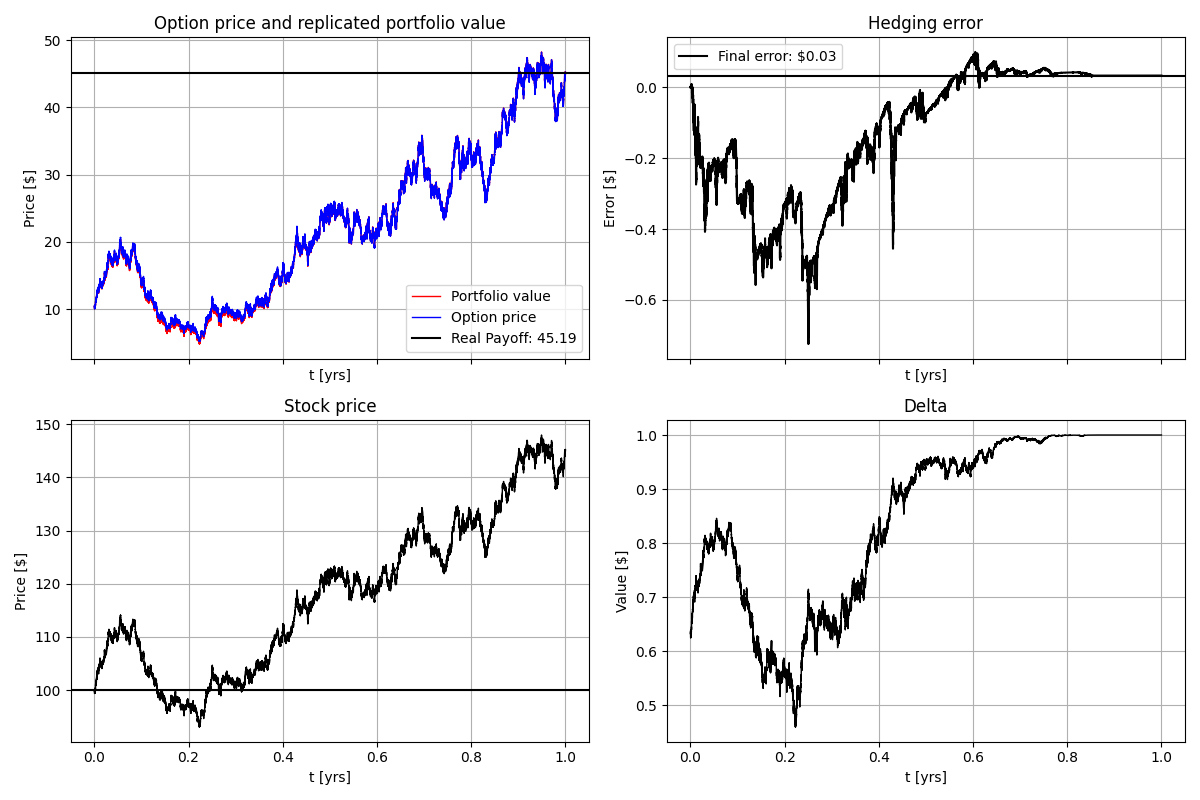 Option price and replicated portfolio value
50
40
30
20
10
Price [$]
Portfolio value
Option price
Real Payoff: 45.19
t [yrs]
Hedging error
Final error: $0.03
0.0
−0.2
−0.4
−0.6
Error [$]
t [yrs]
Stock price
150
140
130
120
110
100
Price [$]
0.0 0.2 0.4 0.6 0.8 1.0
t [yrs]
Delta
1.0
0.9
0.8
0.7
0.6
0.5
Value [$]
0.0 0.2 0.4 0.6 0.8 1.0
t [yrs]